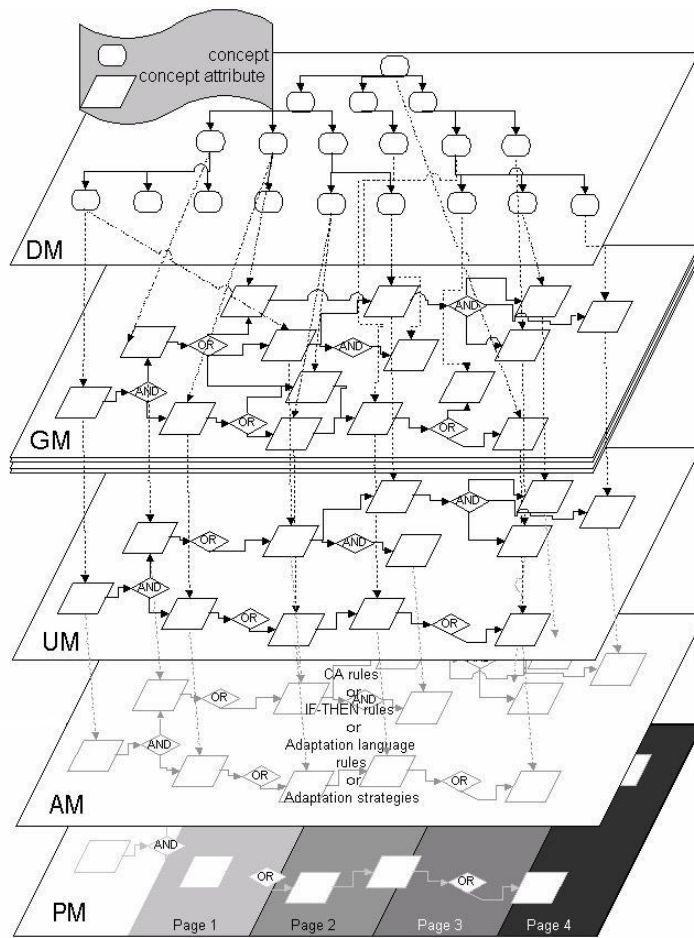 concept
concept attribute
DM
AND
OR
AND
AND
OR
OR
GM
AND
OR
AND
AND
OR
OR
UM
AND
CA rules
or
OR
AND
IF-THEN rules
or
Adaptation language
AND
rules
OR
or
OR
Adaptation strategies
AM
AND
OR
OR
PM
Page 1
Page 2
Page 3
Page 4